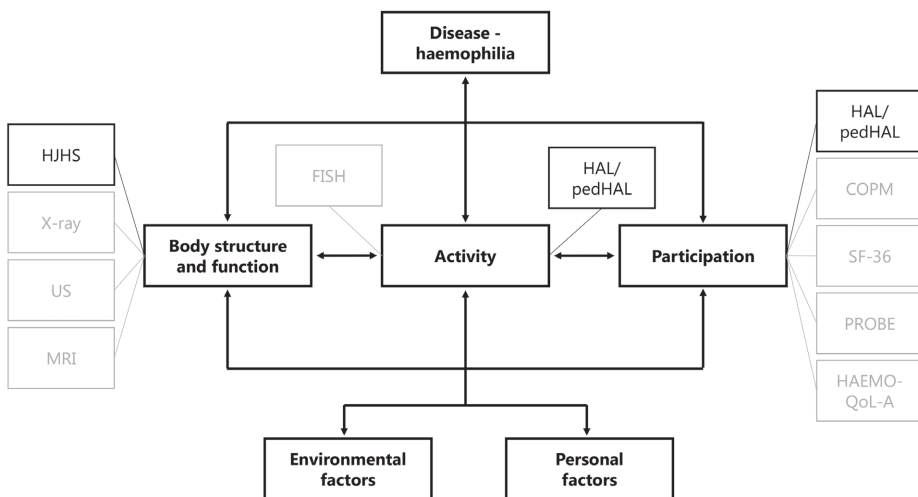 Disease -
haemophilia
HJHS
X-ray
US
MRI
FISH
HAL/
pedHAL
HAL/
pedHAL
COPM
SF-36
PROBE
HAEMO-
QoL-A
Body structure
and function
Activity
Participation
Environmental
factors
Personal
factors